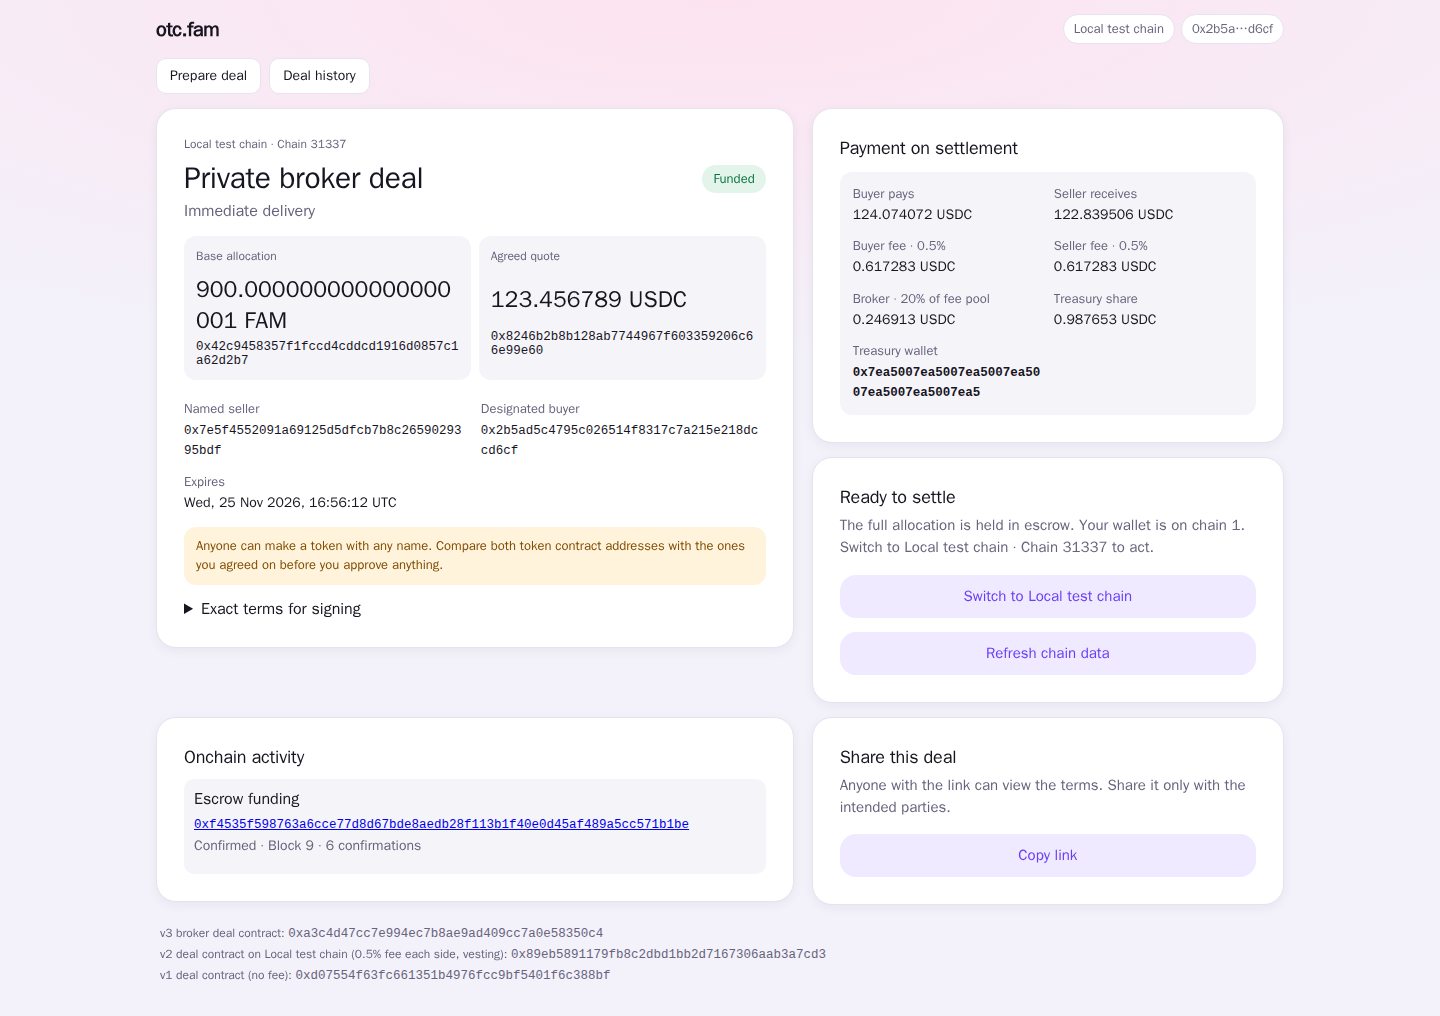 otc.fam
Local test chain
0x2b5a···d6cf
Prepare deal
Deal history
Local test chain · Chain 31337
Private broker deal
Funded
Immediate delivery
Base allocation
900.000000000000000
001 FAM
0x42c9458357f1fccd4cddcd1916d0857c1
a62d2b7
Agreed quote
123.456789 USDC
0x8246b2b8b128ab7744967f603359206c6
6e99e60
Named seller
0x7e5f4552091a69125d5dfcb7b8c26590293
95bdf
Designated buyer
0x2b5ad5c4795c026514f8317c7a215e218dc
cd6cf
Expires
Wed, 25 Nov 2026, 16:56:12 UTC
Anyone can make a token with any name. Compare both token contract addresses with the ones
you agreed on before you approve anything.
Exact terms for signing
Payment on settlement
Buyer pays
124.074072 USDC
Seller receives
122.839506 USDC
Buyer fee · 0.5%
0.617283 USDC
Seller fee · 0.5%
0.617283 USDC
Broker · 20% of fee pool
0.246913 USDC
Treasury share
0.987653 USDC
Treasury wallet
0x7ea5007ea5007ea5007ea50
07ea5007ea5007ea5
Ready to settle
The full allocation is held in escrow. Your wallet is on chain 1.
Switch to Local test chain · Chain 31337 to act.
Switch to Local test chain
Refresh chain data
Onchain activity
Escrow funding
0xf4535f598763a6cce77d8d67bde8aedb28f113b1f40e0d45af489a5cc571b1be
Confirmed · Block 9 · 6 confirmations
Share this deal
Anyone with the link can view the terms. Share it only with the
intended parties.
Copy link
v3 broker deal contract: 0xa3c4d47cc7e994ec7b8ae9ad409cc7a0e58350c4
v2 deal contract on Local test chain (0.5% fee each side, vesting): 0x89eb5891179fb8c2dbd1bb2d7167306aab3a7cd3
v1 deal contract (no fee): 0xd07554f63fc661351b4976fcc9bf5401f6c388bf